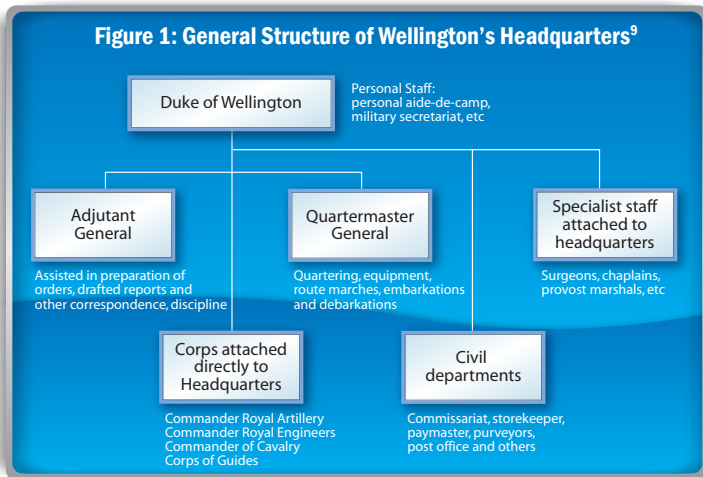 Figure 1: General Structure of Wellington's Headquarters⁹
Duke of Wellington
Personal Staff:
personal aide-de-camp,
military secretariat, etc
Adjutant
General
Assisted in preparation of
orders, drafted reports and
other correspondence, discipline
Quartermaster
General
Quartering, equipment,
route marches, embarkations
and debarkations
Specialist staff
attached to
headquarters
Surgeons, chaplains,
provost marshals, etc
Corps attached
directly to
Headquarters
Commander Royal Artillery
Commander Royal Engineers
Commander of Cavalry
Corps of Guides
Civil
departments
Commissariat, storekeeper,
paymaster, purveyors,
post office and others